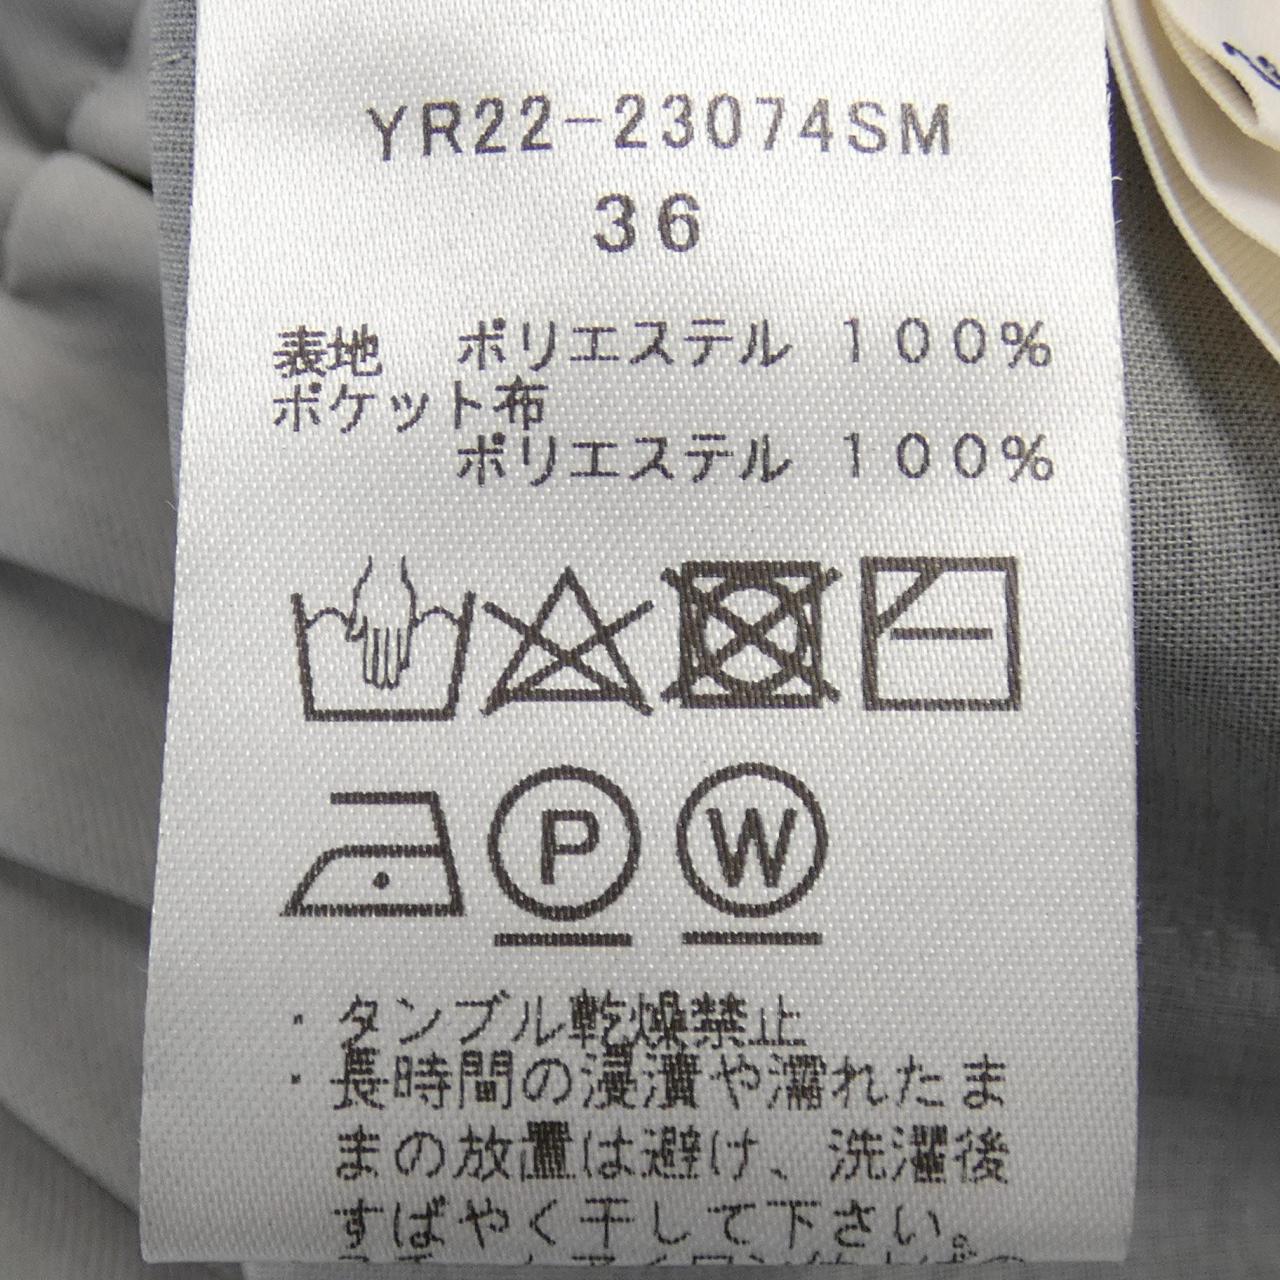 YR22-23074SM
36
表地 ポリエステル 100%
ポケット布
ポリエステル 100%
P W
・タンブル乾燥禁止
・長時間の浸漬や濡れたま
まの放置は避け、洗濯後
すばやく干して下さい。